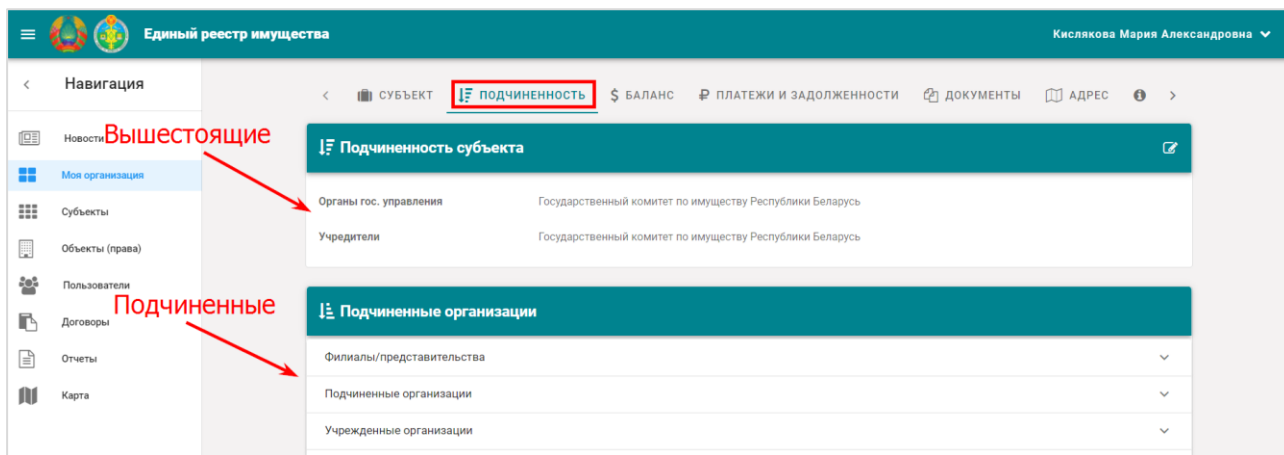 Единый реестр имущества
Кислякова Мария Александровна
Навигация
СУБЪЕКТ
ПОДЧИНЕННОСТЬ
$ БАЛАНС
₽ ПЛАТЕЖИ И ЗАДОЛЖЕННОСТИ
ДОКУМЕНТЫ
АДРЕС
Новости
Вышестоящие
Моя организация
Субъекты
Объекты (права)
Пользователи
Подчиненные
Договоры
Отчеты
Карта
Подчиненность субъекта
Органы гос. управления
Государственный комитет по имуществу Республики Беларусь
Учредители
Государственный комитет по имуществу Республики Беларусь
Подчиненные организации
Филиалы/представительства
Подчиненные организации
Учрежденные организации